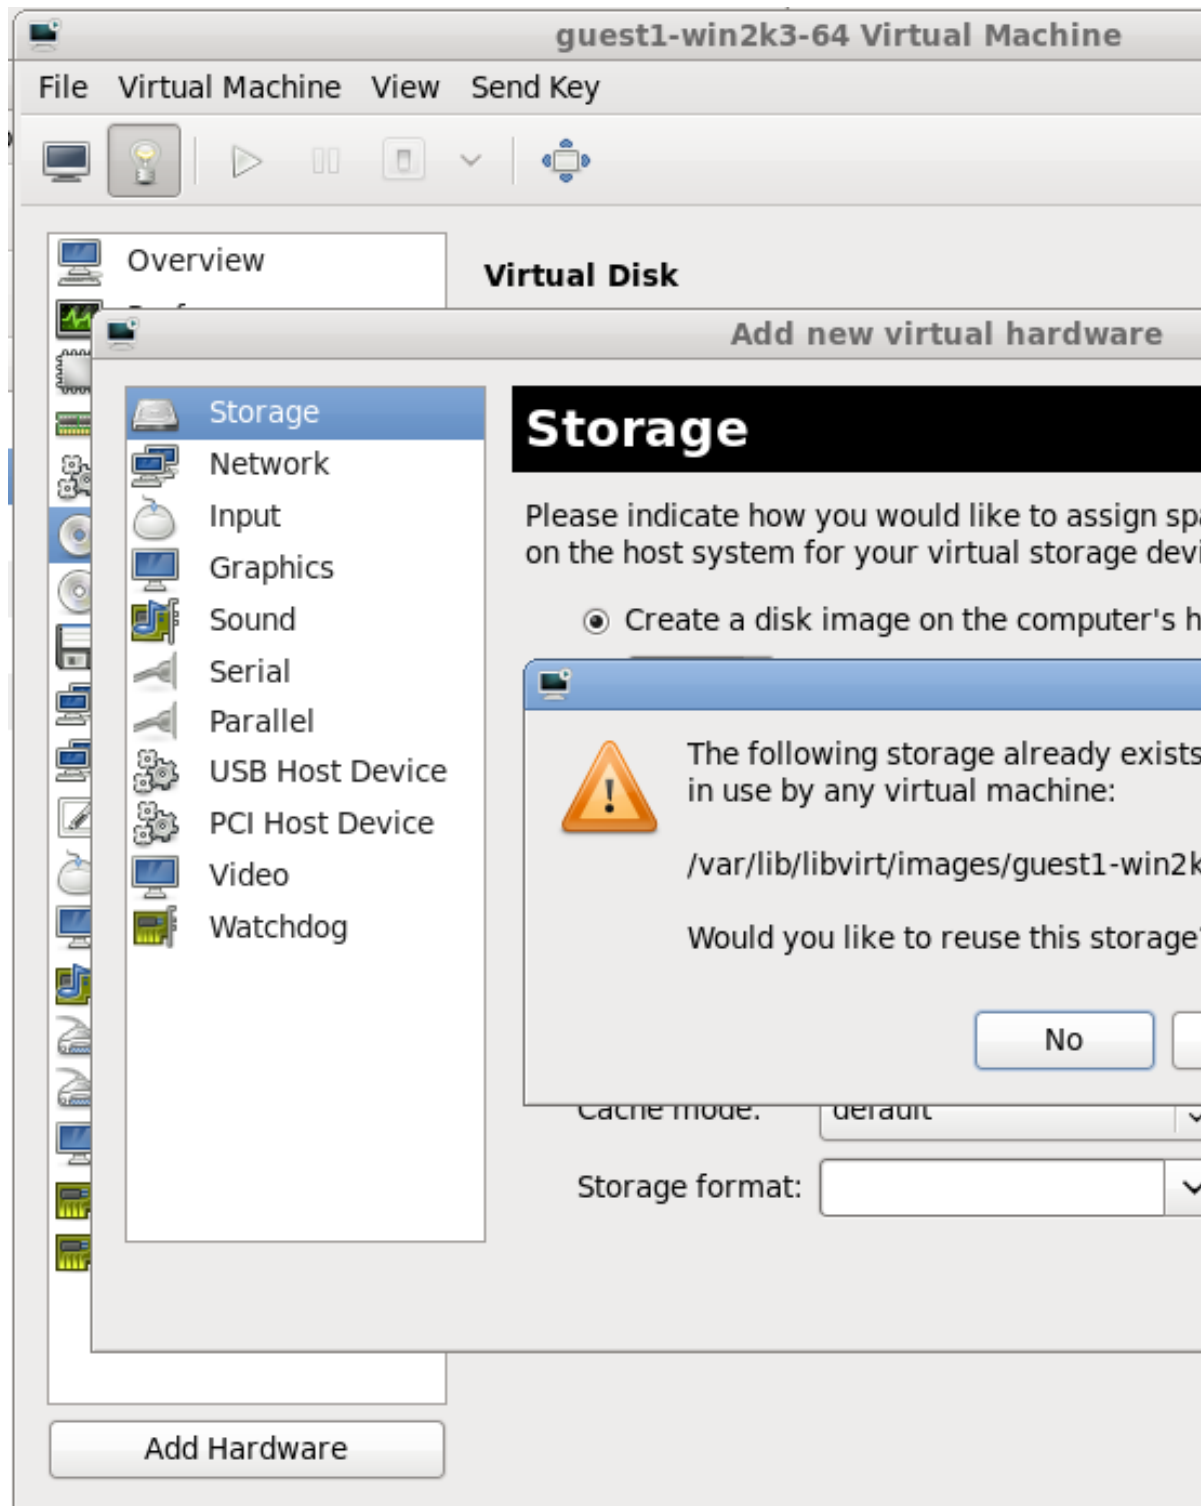 guest1-win2k3-64 Virtual Machine
File Virtual Machine View Send Key
Overview
Virtual Disk
Add new virtual hardware
Storage
Network
Input
Graphics
Sound
Serial
Parallel
USB Host Device
PCI Host Device
Video
Watchdog
Storage
Please indicate how you would like to assign
on the host system for your virtual storage
Create a disk image on the computer's
The following storage already exists
in use by any virtual machine:
/var/lib/libvirt/images/guest1-win2k
Would you like to reuse this storage?
No
Cache mode: default
Storage format:
Add Hardware